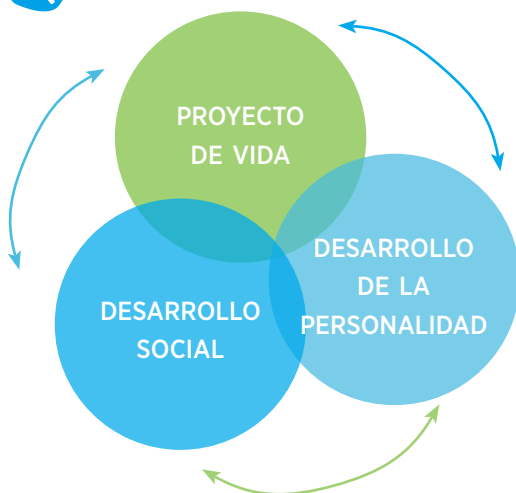 PROYECTO
DE VIDA
DESARROLLO
DE LA
PERSONALIDAD
DESARROLLO
SOCIAL